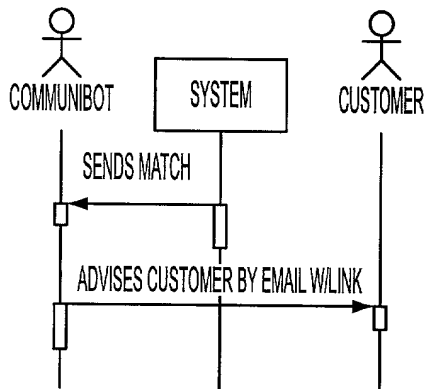 COMMUNIBOT
SYSTEM
CUSTOMER
SENDS MATCH
ADVISES CUSTOMER BY EMAIL W/LINK